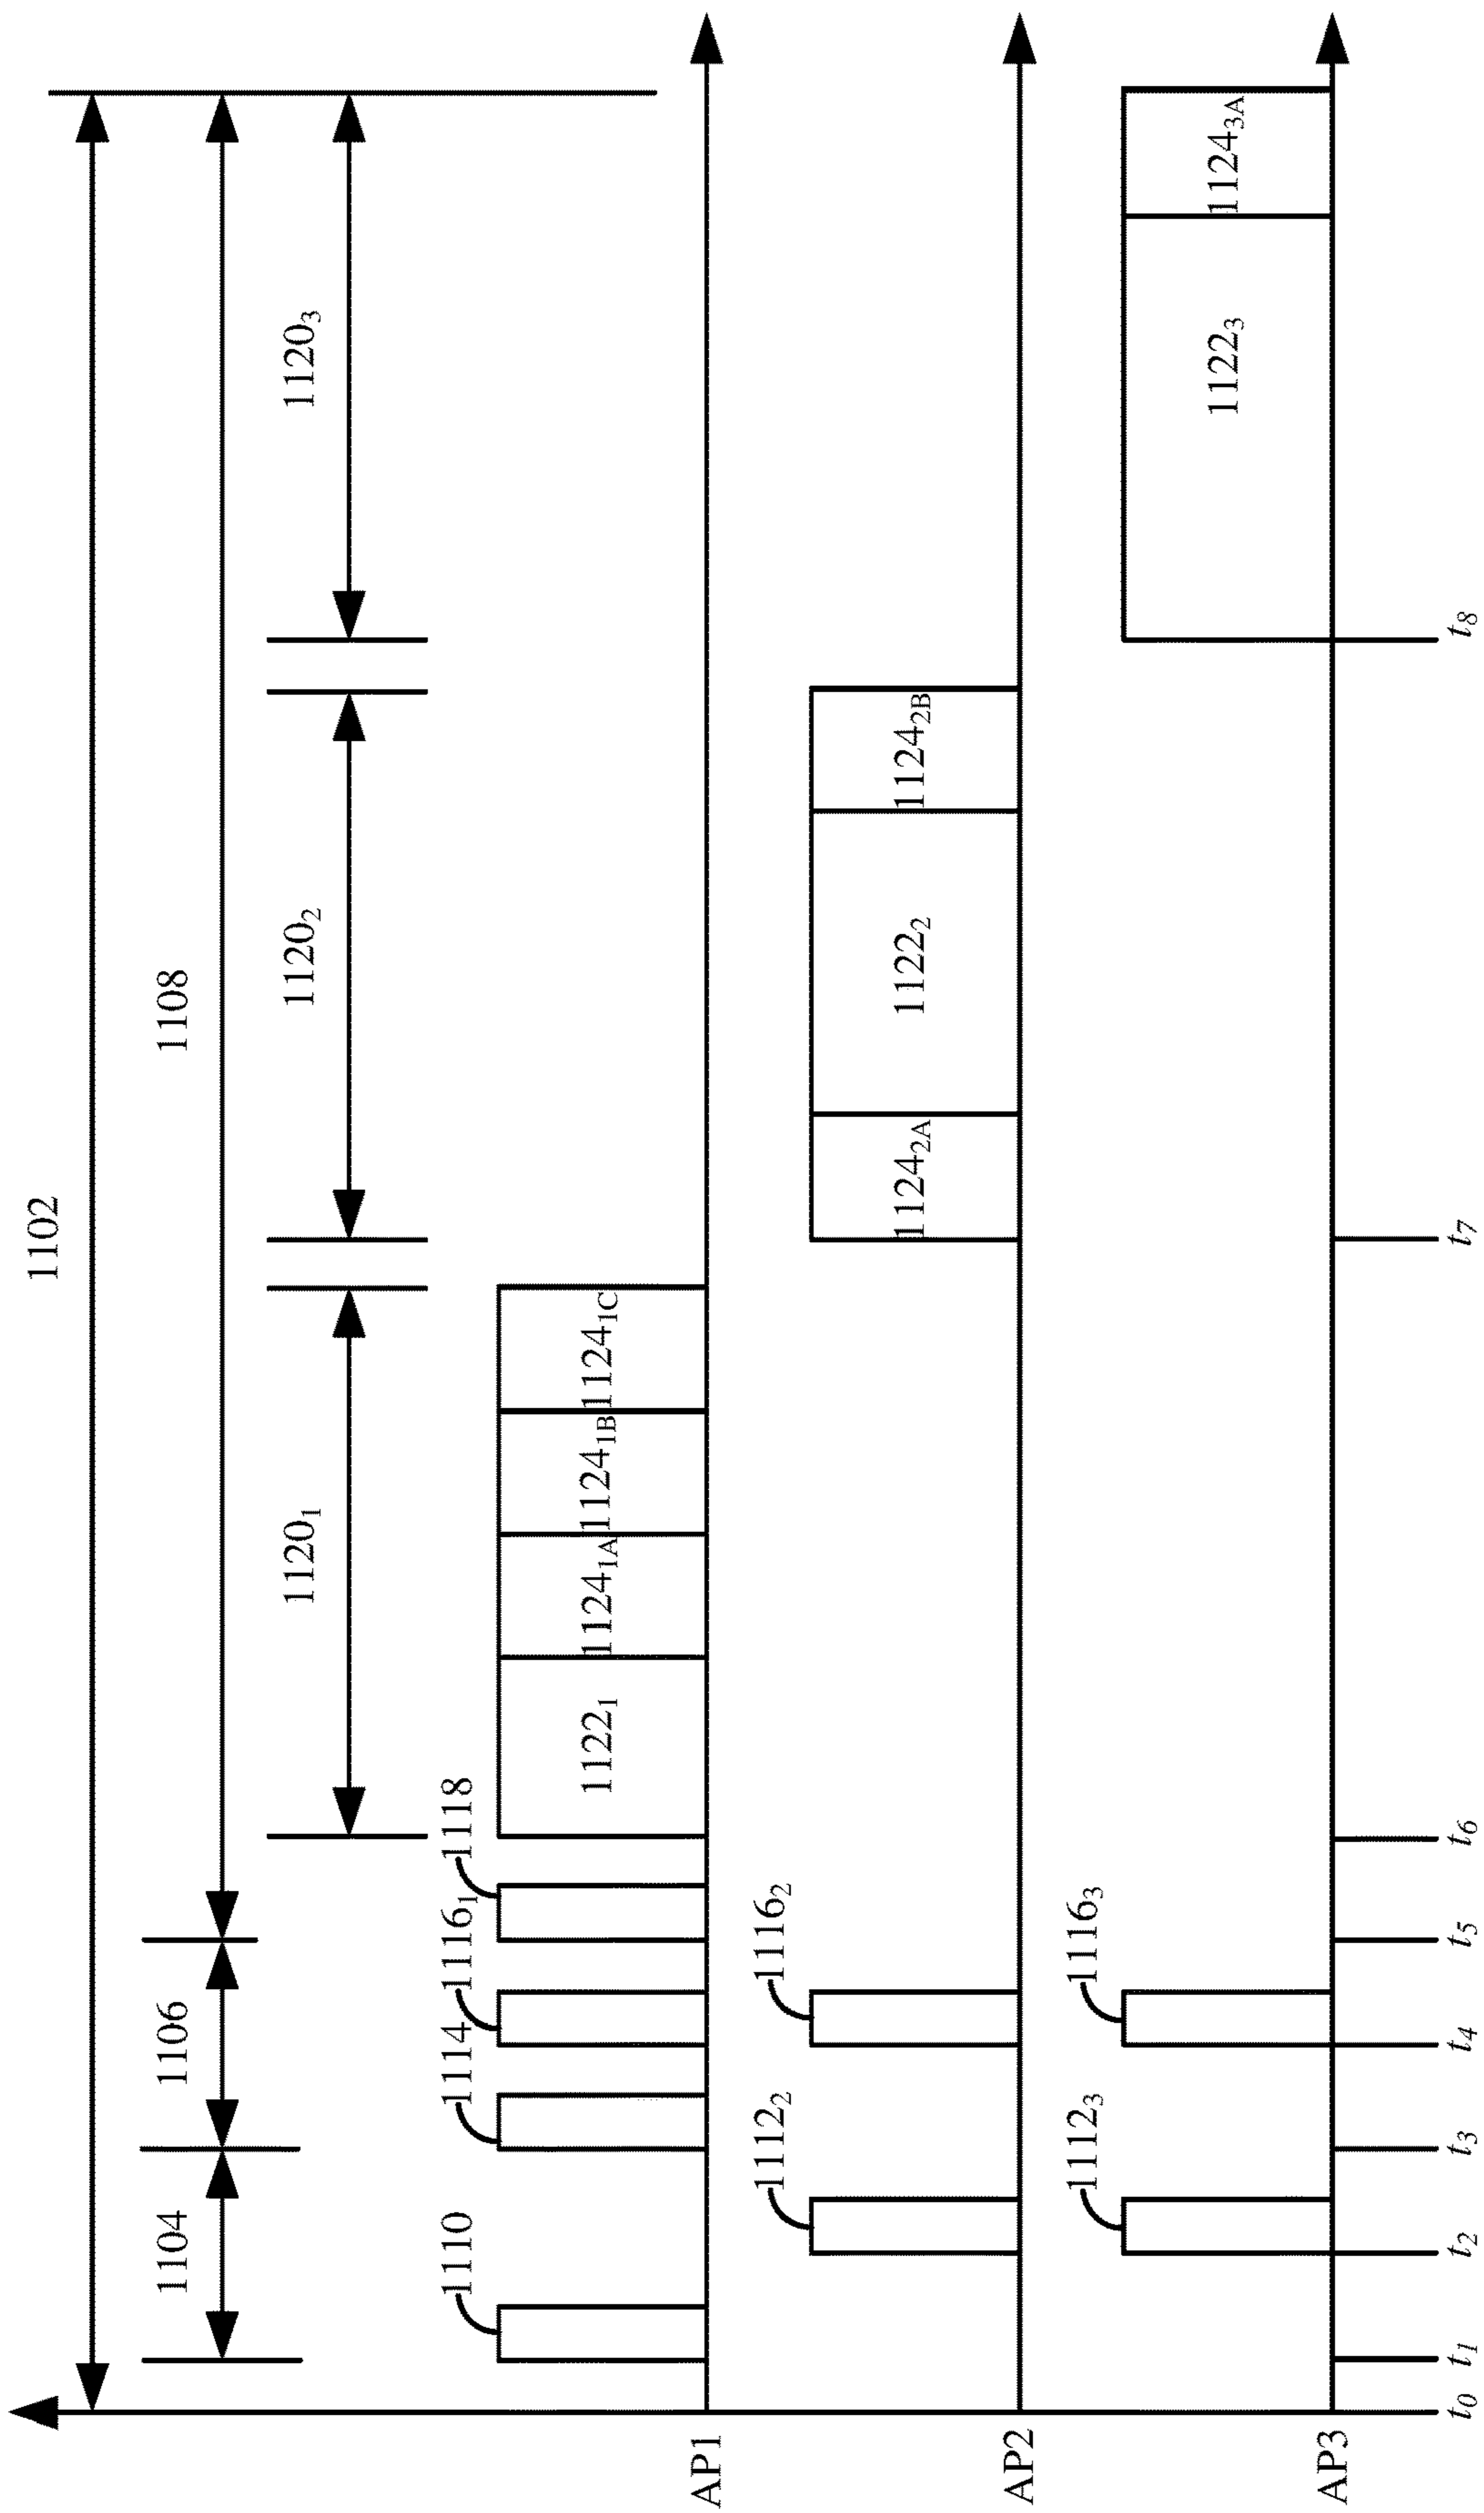 1102
1104
1106
1108
1120₁
1120₂
1120₃
1110
1114
1116₁
1118
1122₁
1124₁A
1124₁B
1124₁C
AP1
1112₂
1116₂
1124₂A
1122₂
1124₂B
AP2
1112₃
1116₃
1122₃
1124₃A
AP3
t₀
t₁
t₂
t₃
t₄
t₅
t₆
t₇
t₈